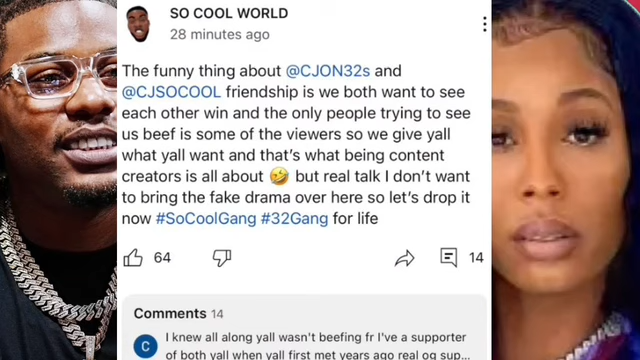 SO COOL WORLD
28 minutes ago
The funny thing about @CJON32s and
@CJSOCOOL friendship is we both want to see
each other win and the only people trying to see
us beef is some of the viewers so we give yall
what yall want and that's what being content
creators is all about 🤣 but real talk I don't want
to bring the fake drama over here so let's drop it
now #SoCoolGang #32Gang for life
64
14
Comments 14
C
I knew all along yall wasn't beefing fr I've a supporter
of both yall when yall first met years ago real og sup...